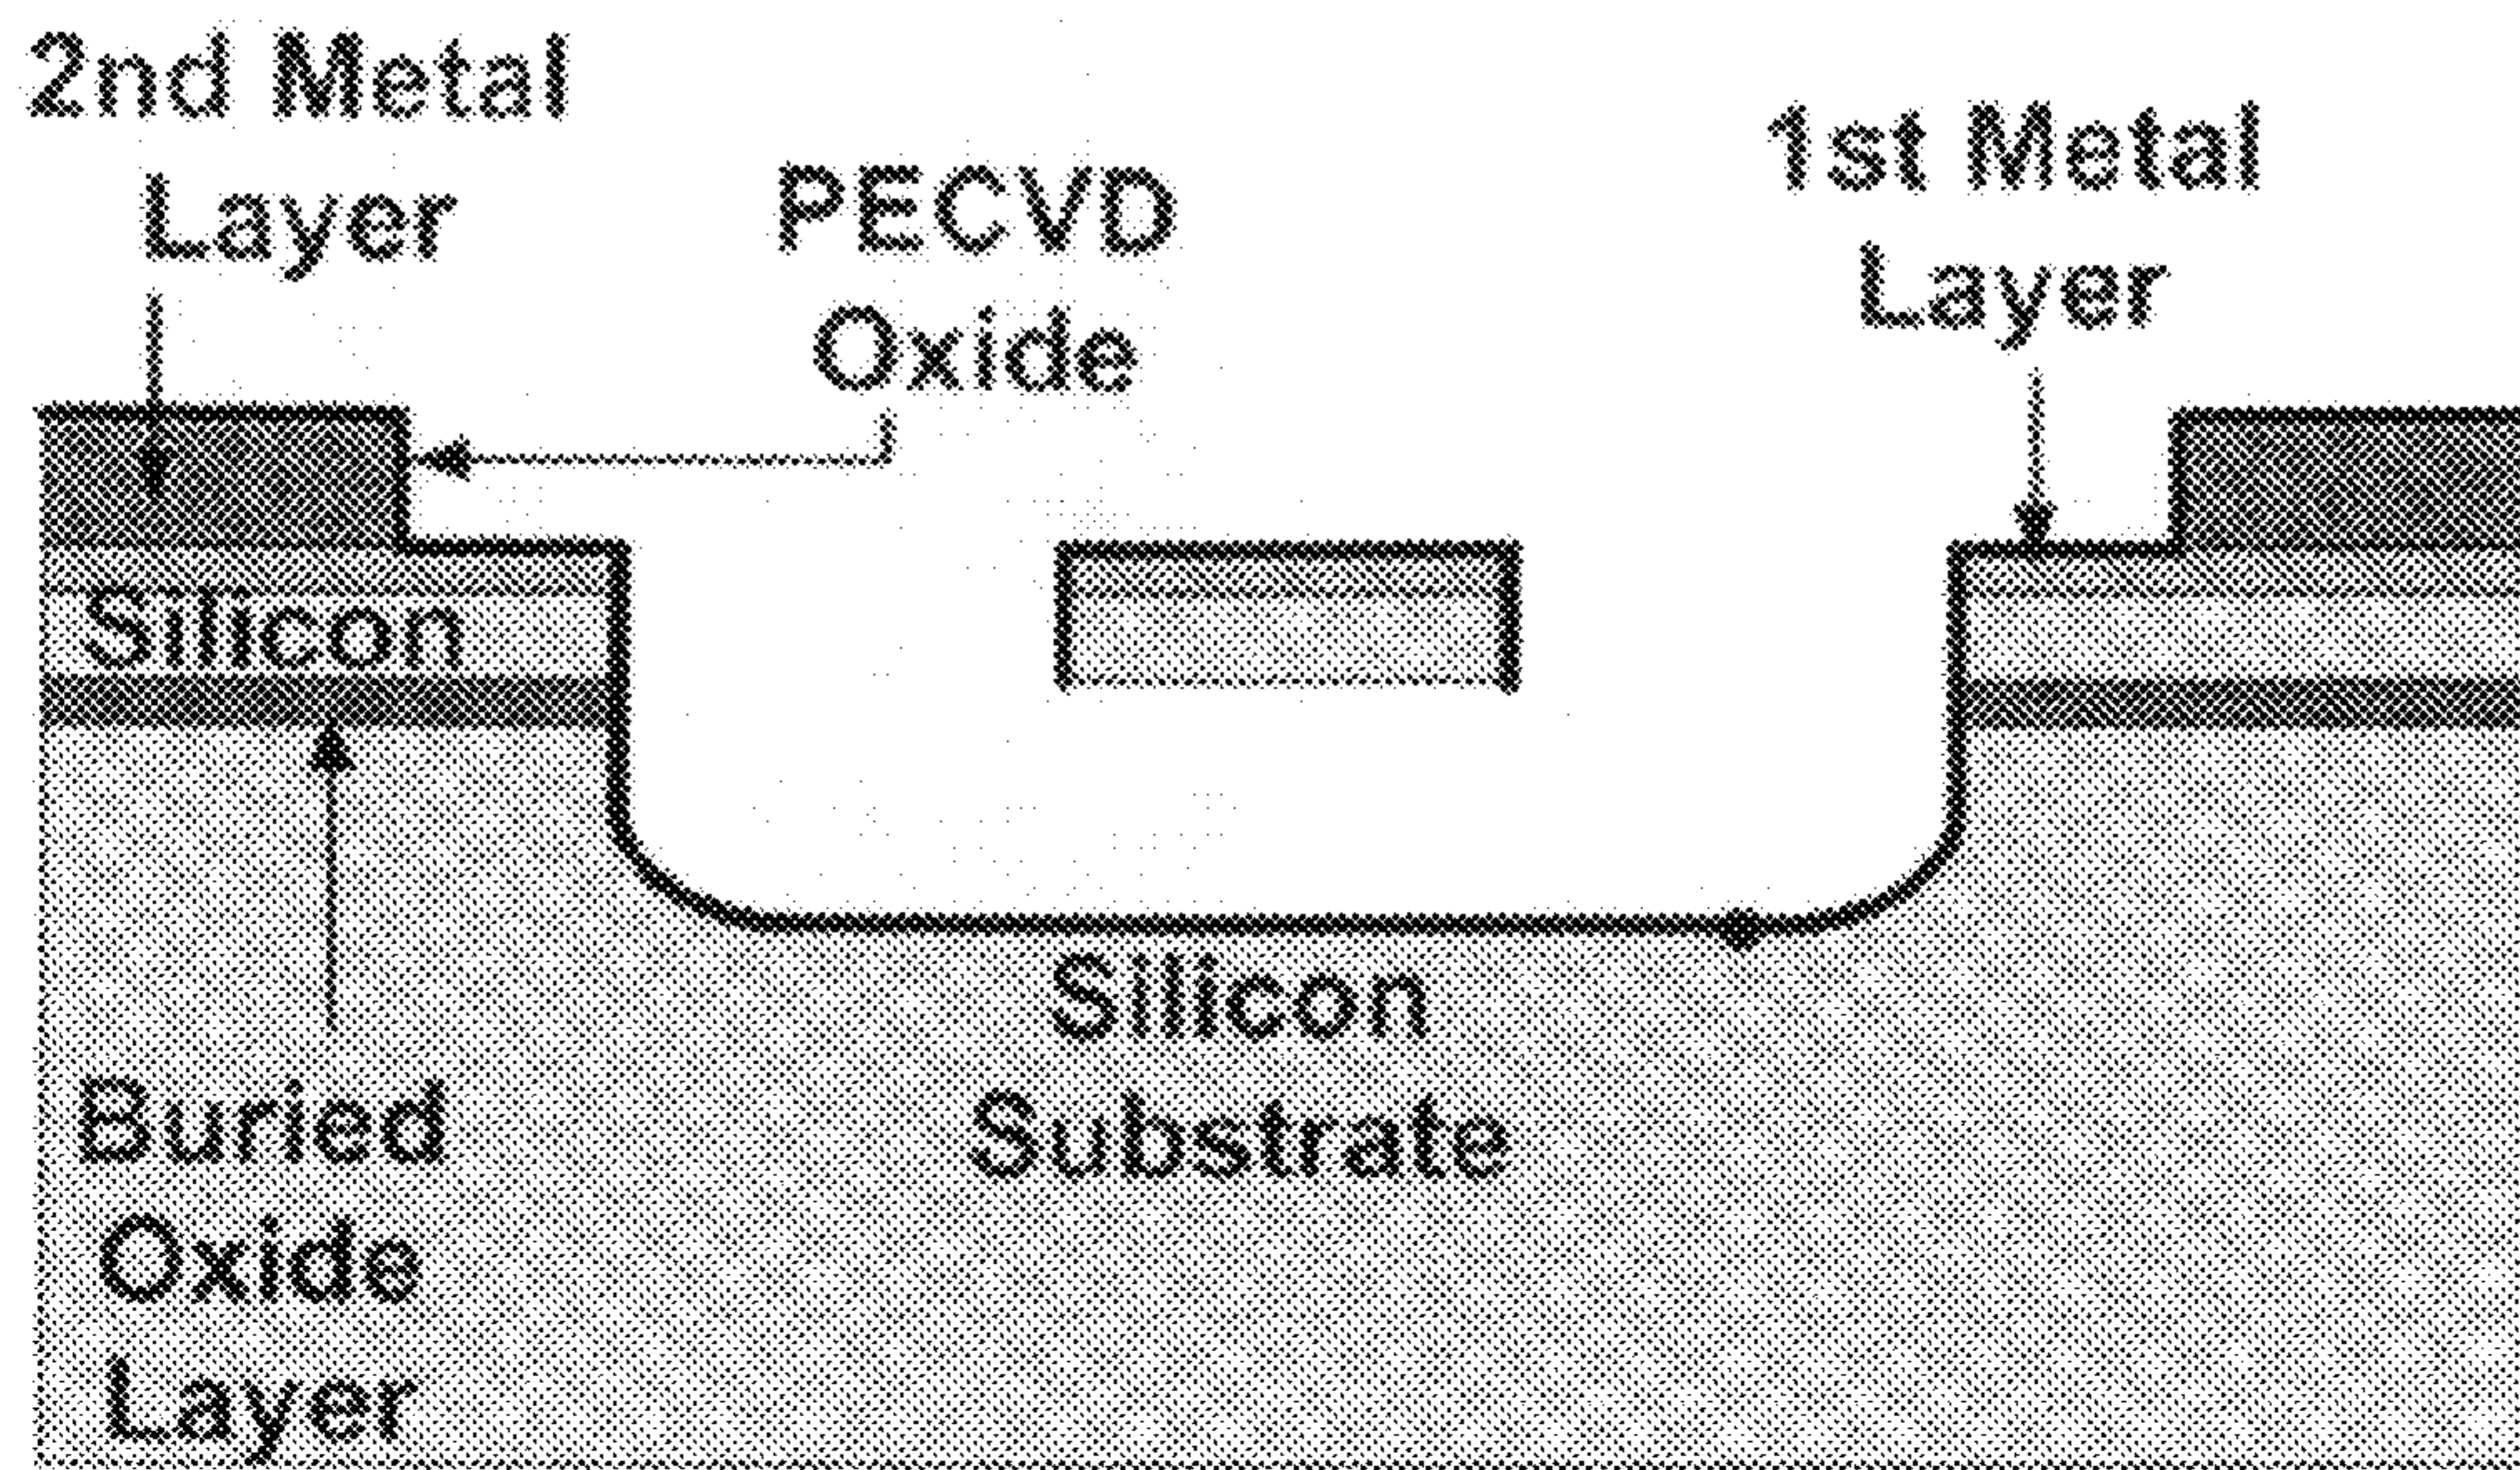 2nd Metal
Layer
PECVD
Oxide
1st Metal
Layer
Silicon
Silicon
Substrate
Buried
Oxide
Layer